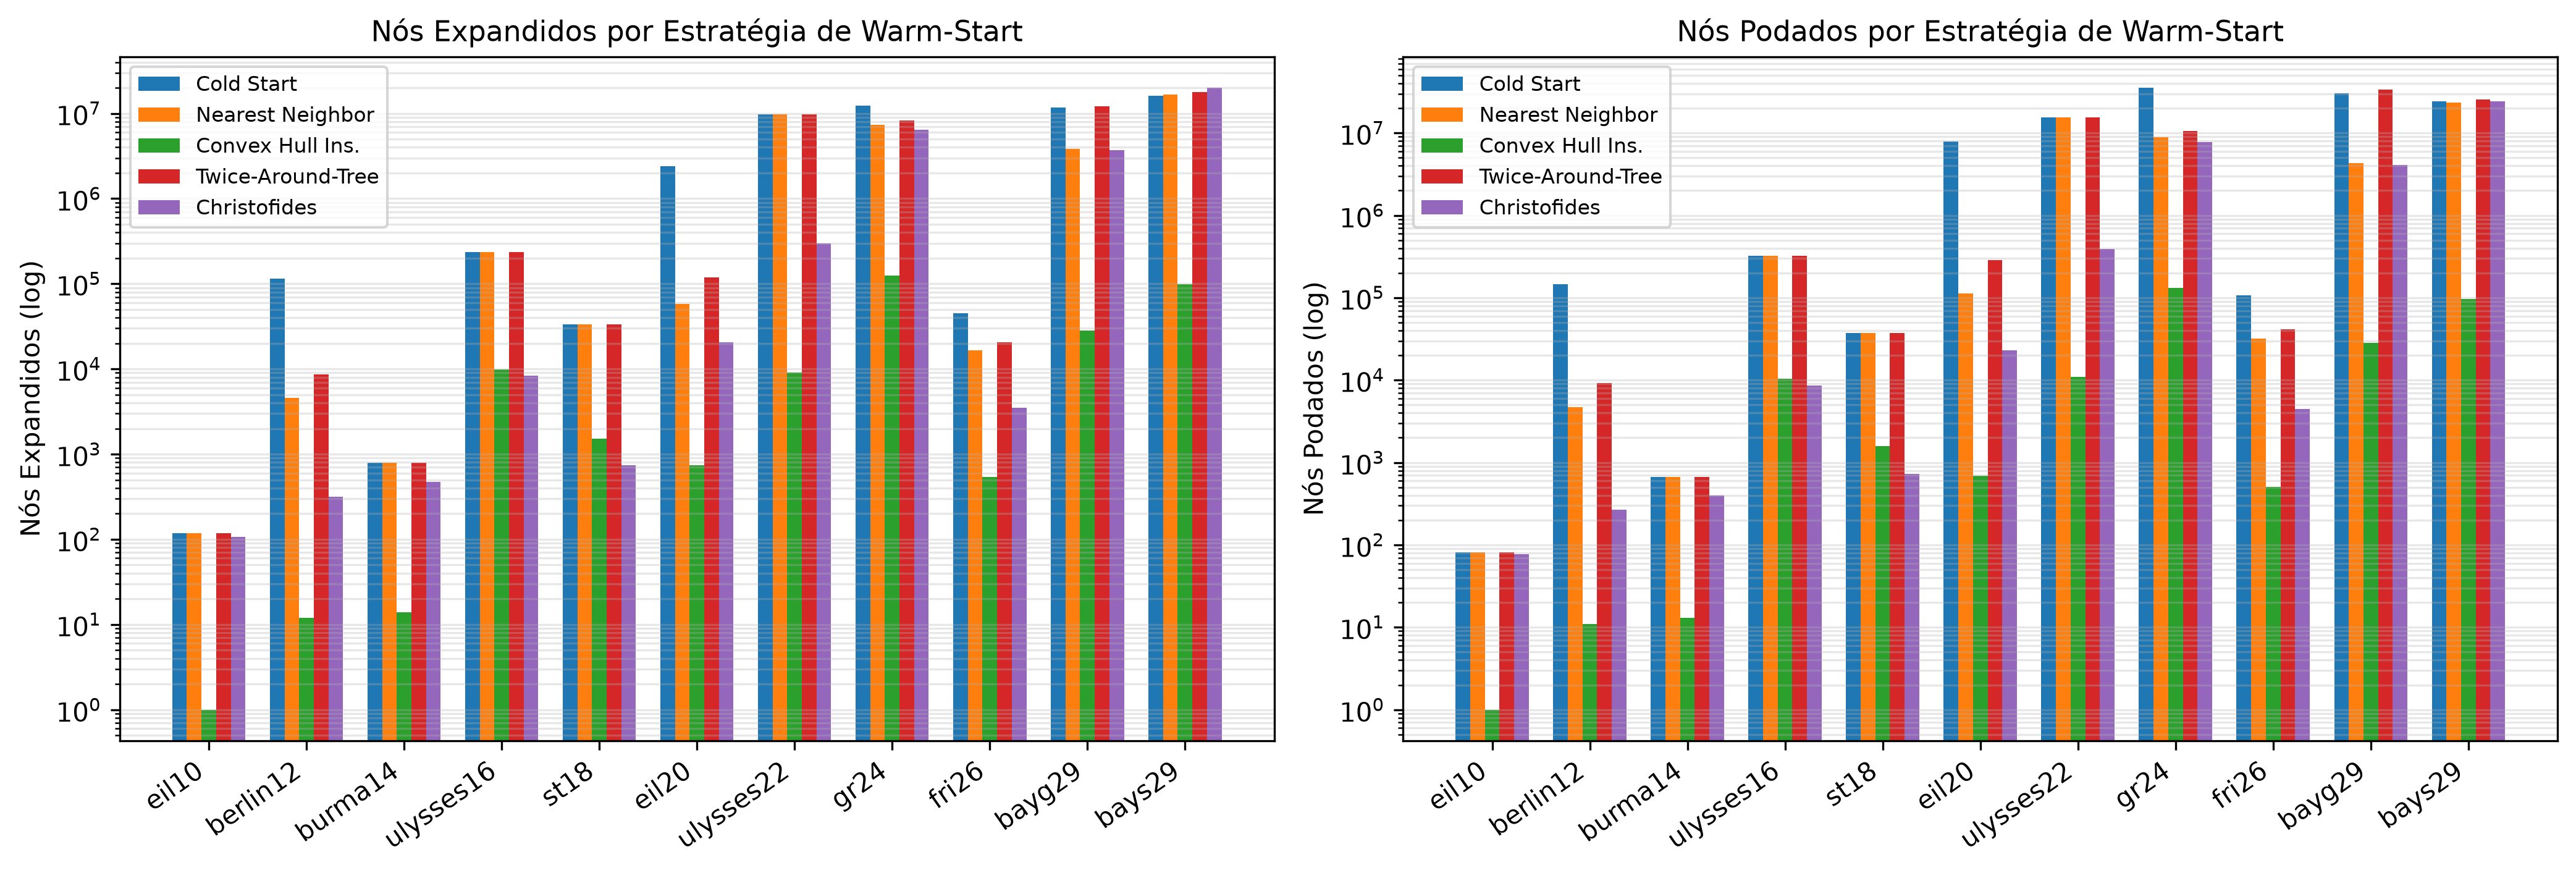 Nós Expandidos por Estratégia de Warm-Start
Nós Expandidos (log)
10^7
10^6
10^5
10^4
10^3
10^2
10^1
10^0
Cold Start
Nearest Neighbor
Convex Hull Ins.
Twice-Around-Tree
Christofides
eil10
berlin12
burma14
ulysses16
st18
eil20
ulysses22
gr24
fri26
bayg29
bays29
Nós Podados por Estratégia de Warm-Start
Nós Podados (log)
10^7
10^6
10^5
10^4
10^3
10^2
10^1
10^0
Cold Start
Nearest Neighbor
Convex Hull Ins.
Twice-Around-Tree
Christofides
eil10
berlin12
burma14
ulysses16
st18
eil20
ulysses22
gr24
fri26
bayg29
bays29